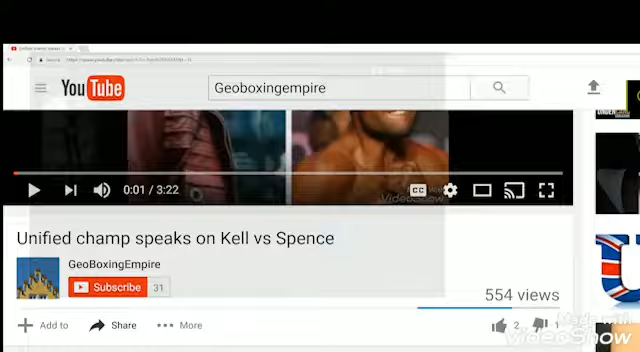 YouTube
Geoboxingempire
CC
0:01 / 3:22
VideoShow
Unified champ speaks on Kell vs Spence
GeoBoxingEmpire
Subscribe 31
554 views
Add to Share More 2 1
Made with
VideoShow